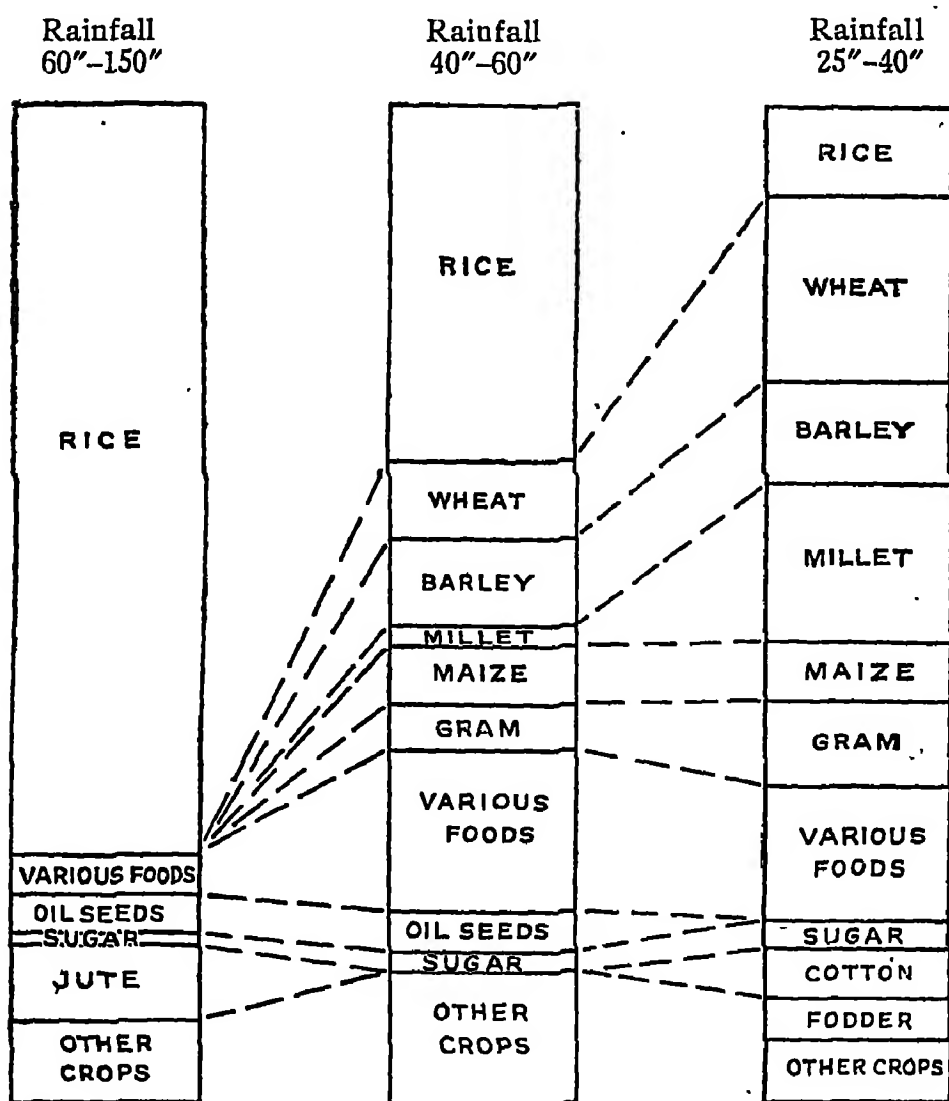 Rainfall
60"–150"
RICE
VARIOUS FOODS
OIL SEEDS
SUGAR
JUTE
OTHER
CROPS
Rainfall
40"–60"
RICE
WHEAT
BARLEY
MILLET
MAIZE
GRAM
VARIOUS
FOODS
OIL SEEDS
SUGAR
OTHER
CROPS
Rainfall
25"–40"
RICE
WHEAT
BARLEY
MILLET
MAIZE
GRAM
VARIOUS
FOODS
SUGAR
COTTON
FODDER
OTHER CROPS